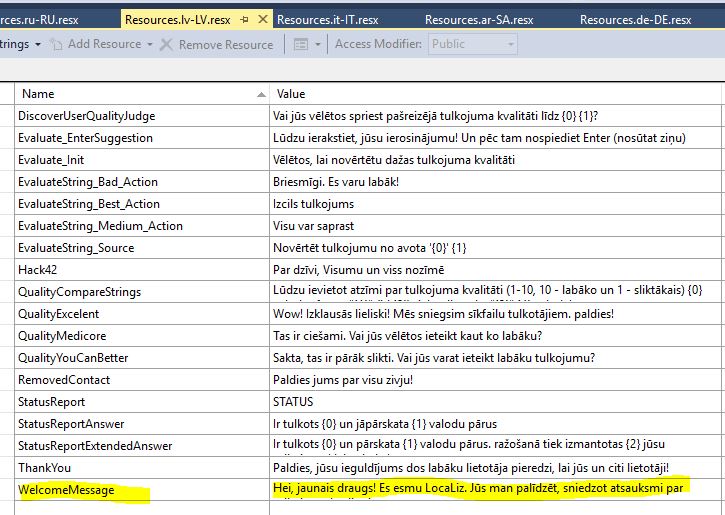 ces.ru-RU.resx Resources.lv-LV.resx Resources.it-IT.resx Resources.ar-SA.resx Resources.de-DE.resx
trings Add Resource Remove Resource Access Modifier: Public
Name Value
DiscoverUserQualityJudge Vai jūs vēlētos spriest pašreizējā tulkojuma kvalitāti līdz {0} {1}?
Evaluate_EnterSuggestion Lūdzu ierakstiet, jūsu ierosinājumu! Un pēc tam nospiediet Enter (nosūtat ziņu)
Evaluate_Init Vēlētos, lai novērtētu dažas tulkojuma kvalitāti
EvaluateString_Bad_Action Briesmīgi. Es varu labāk!
EvaluateString_Best_Action Izcils tulkojums
EvaluateString_Medium_Action Visu var saprast
EvaluateString_Source Novērtēt tulkojumu no avota '{0}' {1}
Hack42 Par dzīvi, Visumu un viss nozīmē
QualityCompareStrings Lūdzu ievietot atzīmi par tulkojuma kvalitāti (1-10, 10 - labāko un 1 - sliktākais) {0}
QualityExcelent Wow! Izklausās lieliski! Mēs sniegsim sīkfailu tulkotājiem. paldies!
QualityMedicore Tas ir ciešami. Vai jūs vēlētos ieteikt kaut ko labāku?
QualityYouCanBetter Sakta, tas ir pārāk slikti. Vai jūs varat ieteikt labāku tulkojumu?
RemovedContact Paldies jums par visu zivju!
StatusReport STATUS
StatusReportAnswer Ir tulkots {0} un jāpārskata {1} valodu pārus
StatusReportExtendedAnswer Ir tulkots {0} un pārskata {1} valodu pārus. ražošanā tiek izmantotas {2} jūsu
ThankYou Paldies, jūsu ieguldījums dos labāku lietotāja pieredzi, lai jūs un citi lietotāji!
WelcomeMessage Hei, jaunais draugs! Es esmu LocaLiz. Jūs man palīdzēt, sniedzot atsauksmi par